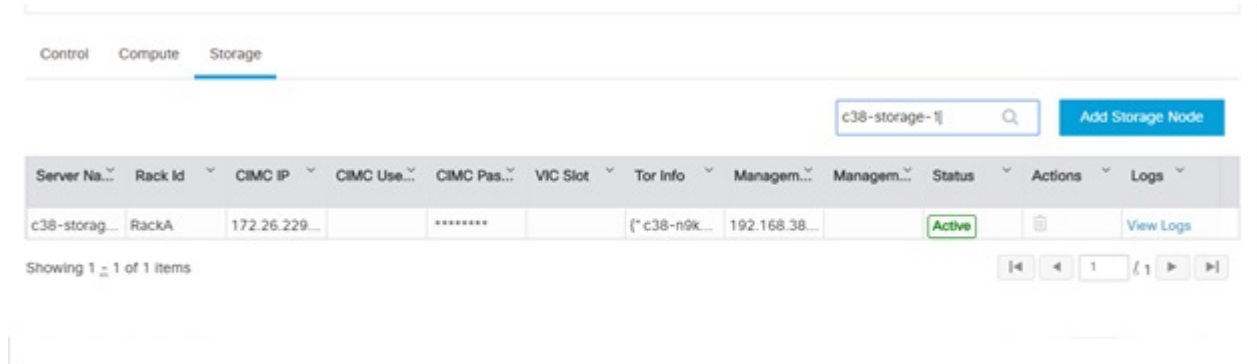 Control Compute Storage
c38-storage-1 Add Storage Node
Server Na... Rack Id CIMC IP CIMC Use... CIMC Pas... VIC Slot Tor Info Managem... Managem... Status Actions Logs
c38-storag... RackA 172.26.229... ******** {"c38-n9k... 192.168.38... Active View Logs
Showing 1 - 1 of 1 items 1 / 1